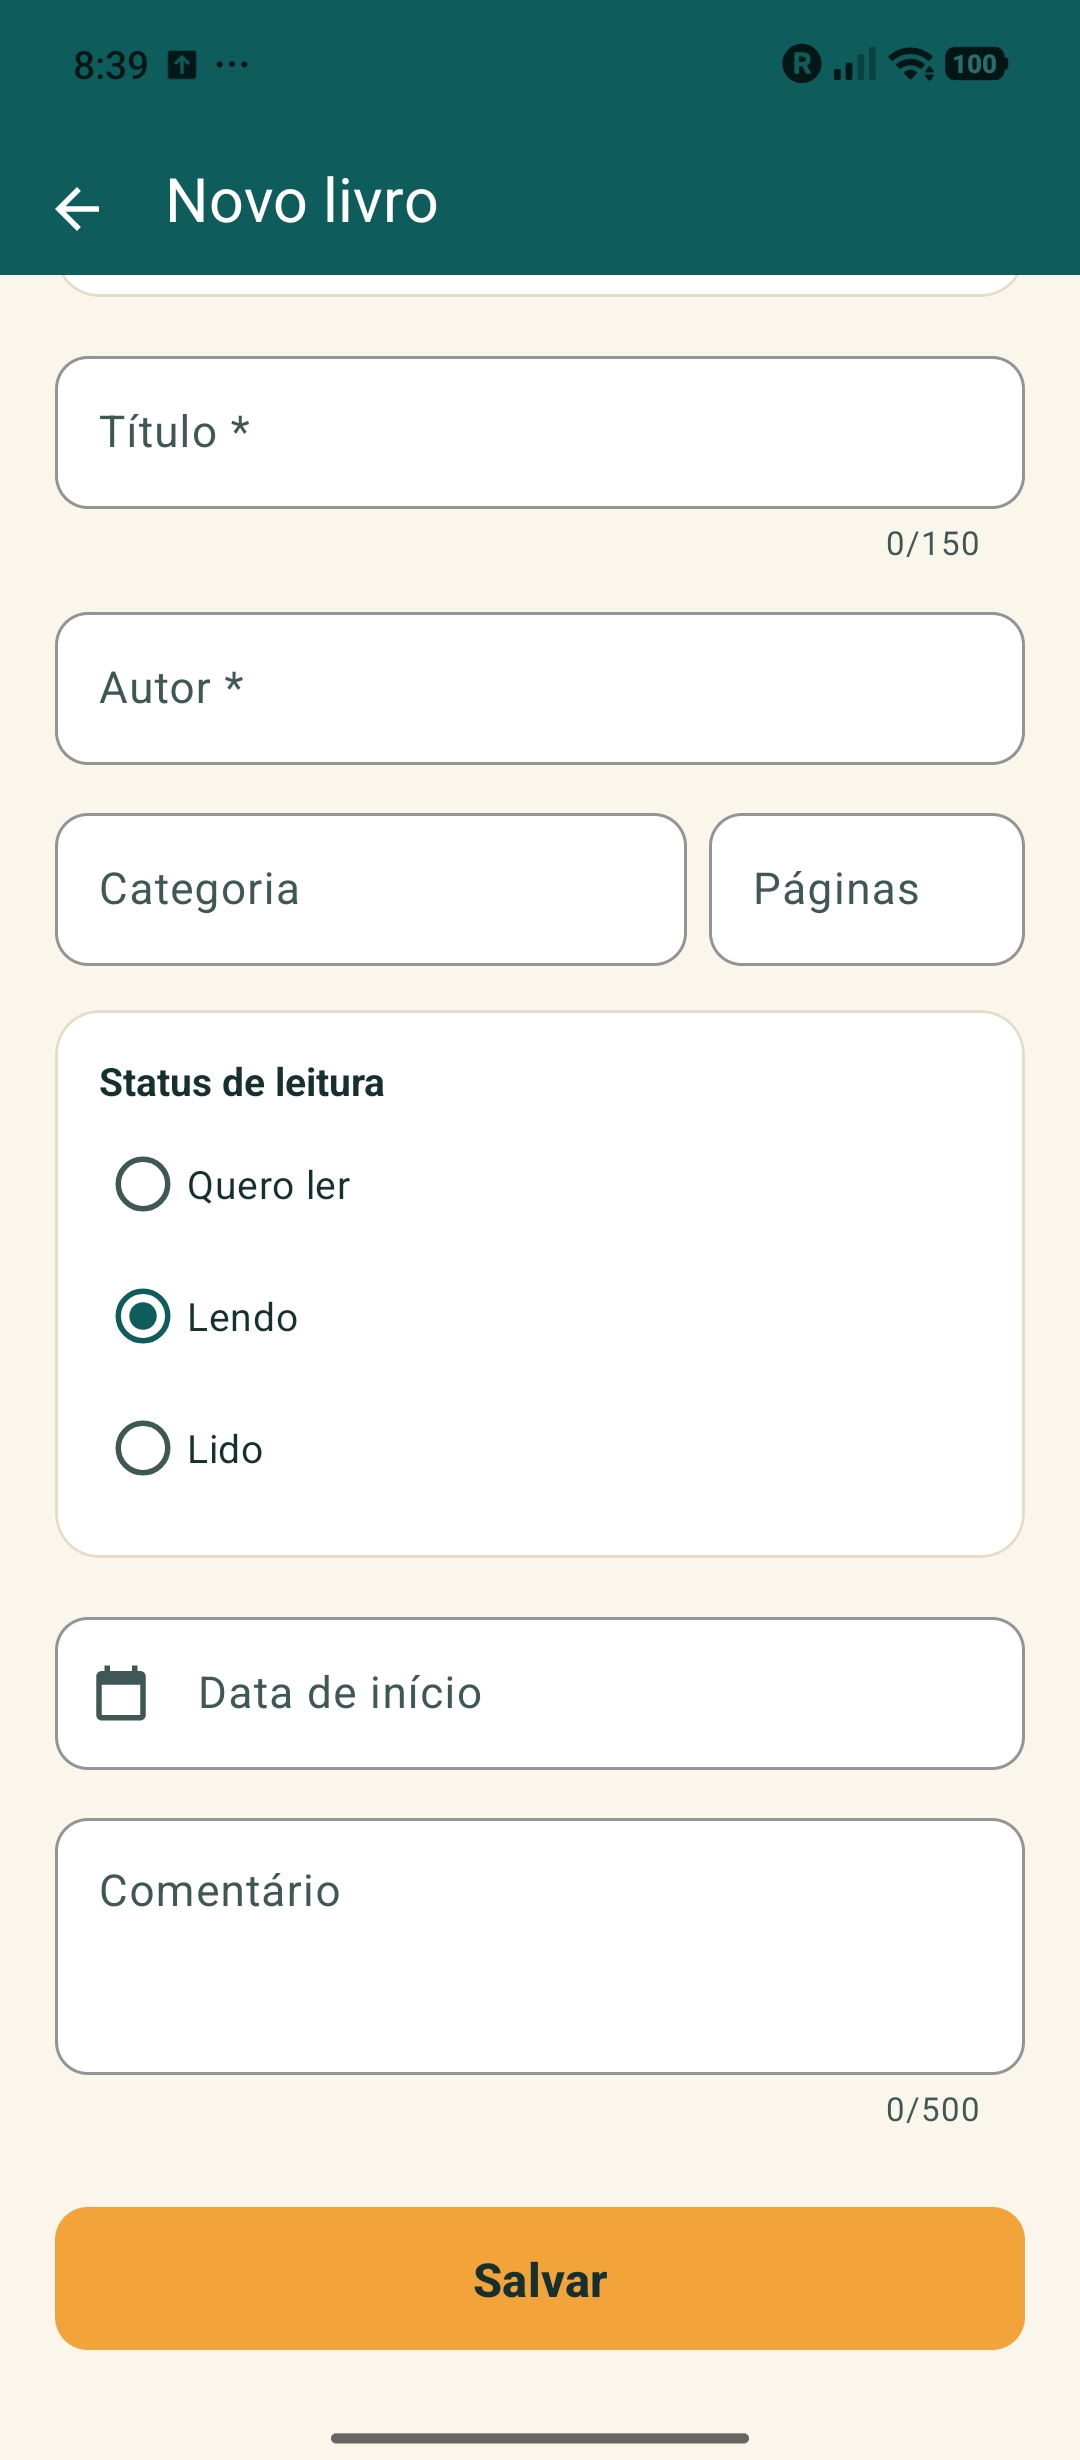 8:39
R
100
Novo livro
Título *
0/150
Autor *
Categoria
Páginas
Status de leitura
Quero ler
Lendo
Lido
Data de início
Comentário
0/500
Salvar